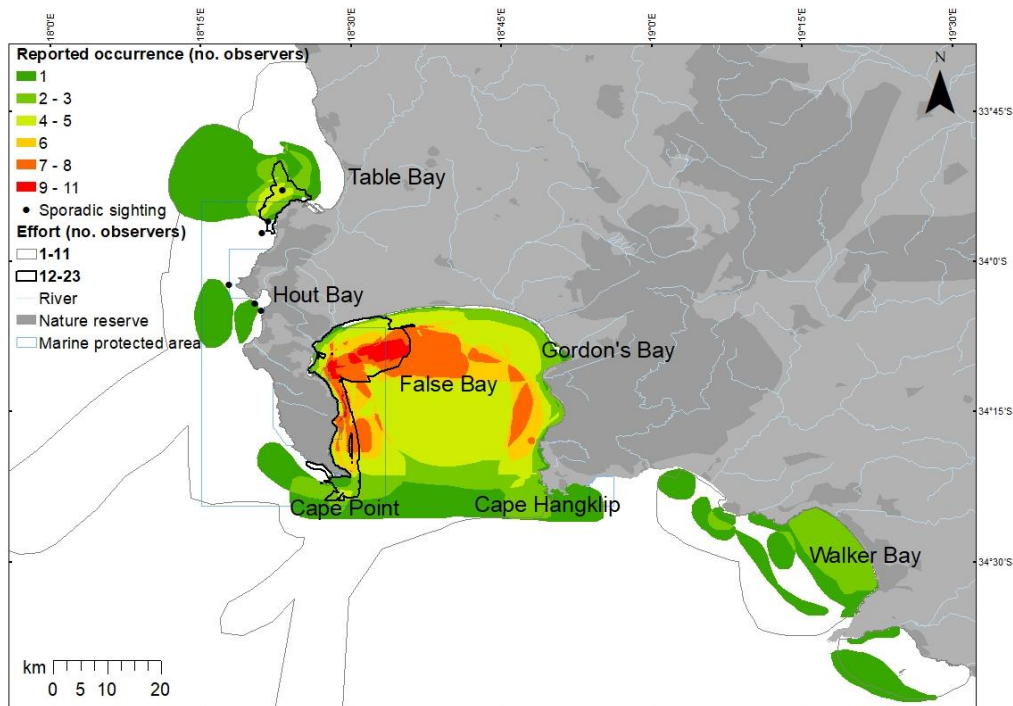 18°0'E
18°15'E
18°30'E
18°45'E
19°0'E
19°15'E
19°30'E
Reported occurrence (no. observers)
1
2 - 3
4 - 5
6
7 - 8
9 - 11
Sporadic sighting
Effort (no. observers)
1-11
12-23
River
Nature reserve
Marine protected area
N
33°45'S
34°0'S
34°15'S
34°30'S
Table Bay
Hout Bay
Gordon's Bay
False Bay
Cape Point
Cape Hangklip
Walker Bay
km
0 5 10 20